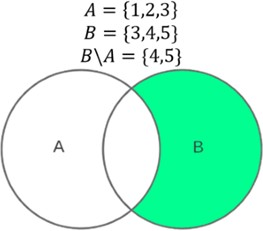 A = {1,2,3}
B = {3,4,5}
B\A = {4,5}
A
B